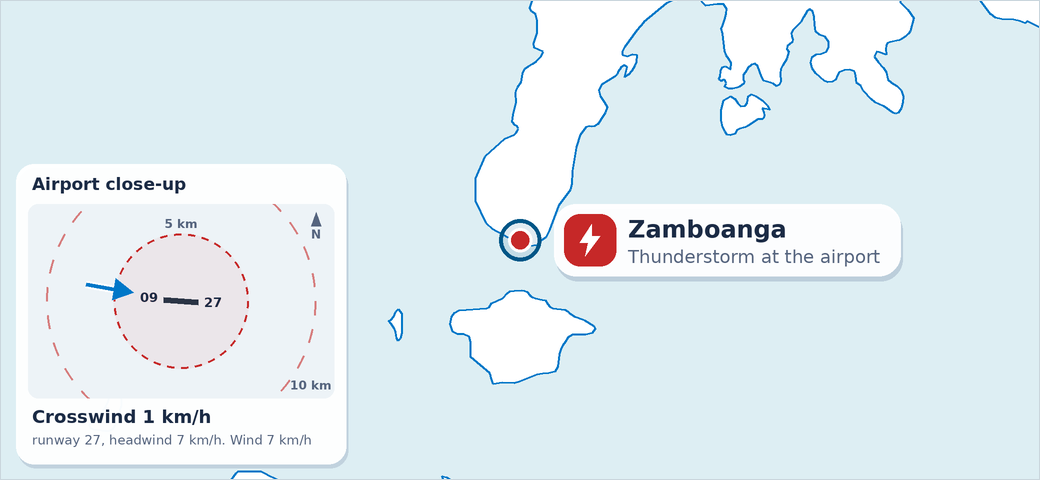 Airport close-up
5 km
N
09
27
10 km
Crosswind 1 km/h
runway 27, headwind 7 km/h. Wind 7 km/h
Zamboanga
Thunderstorm at the airport